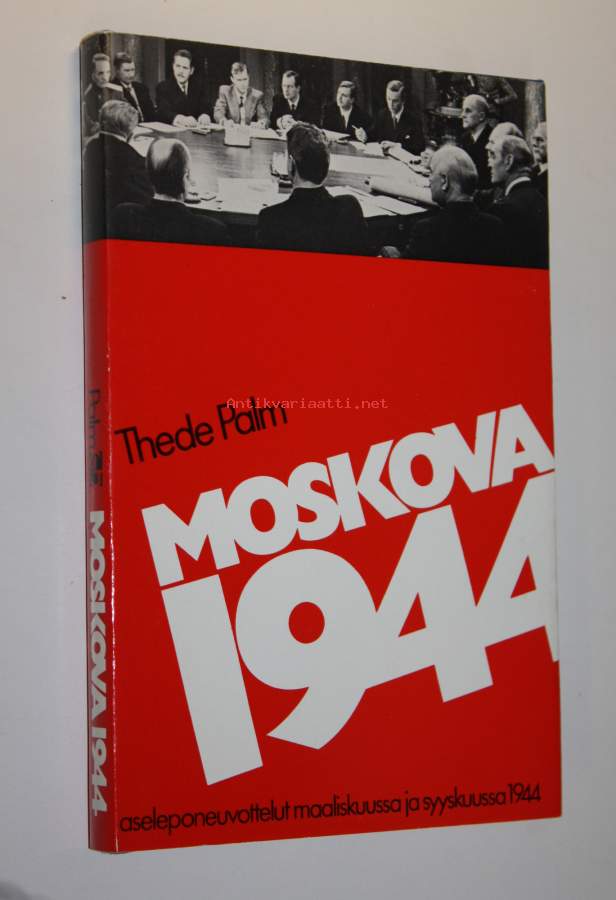 Antikvariaatti.net
Thede Palm
MOSKOVA
1944
aseleponeuvottelut maaliskuussa ja syyskuussa 1944
Palm
MOSKOVA 1944